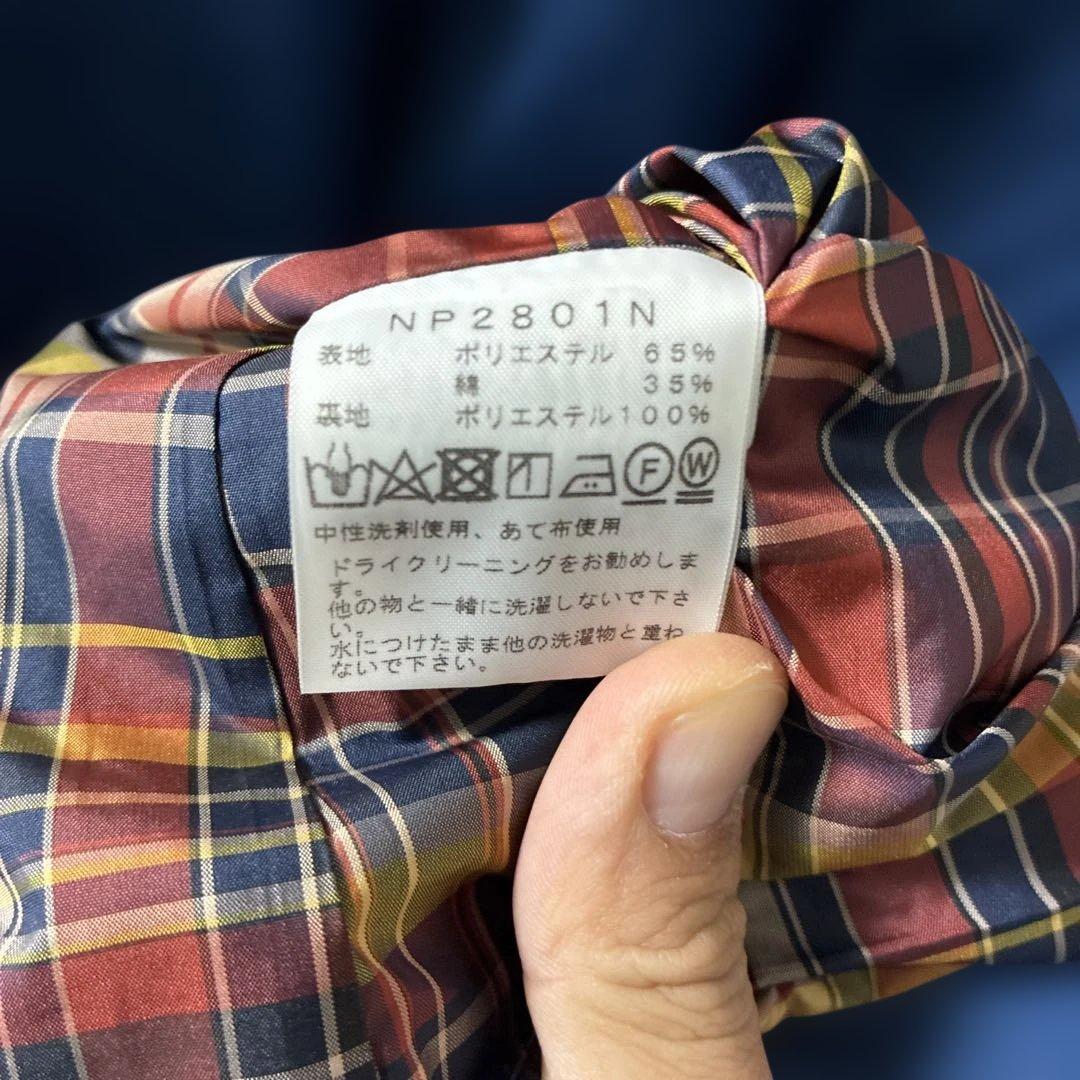 NP2801N
表地 ポリエステル 65%
綿 35%
裏地 ポリエステル100%
F W
中性洗剤使用、あて布使用
ドライクリーニングをお勧めしま
す。
他の物と一緒に洗濯しないで下さ
い。
水につけたまま他の洗濯物と重ね
ないで下さい。